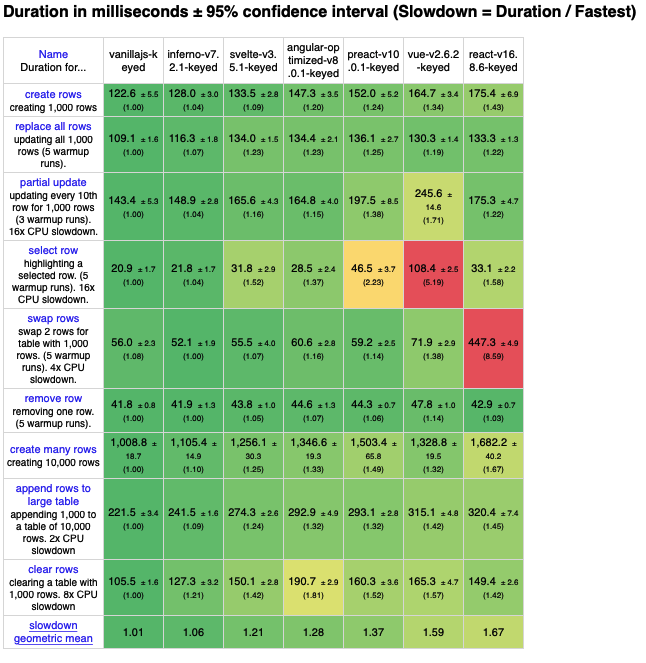 Duration in milliseconds ± 95% confidence interval (Slowdown = Duration / Fastest)
Name
Duration for...
vanillajs-k
eyed
inferno-v7.
2.1-keyed
svelte-v3.
5.1-keyed
angular-op
timized-v8
.0.1-keyed
preact-v10
.0.1-keyed
vue-v2.6.2
-keyed
react-v16.
8.6-keyed
create rows
creating 1,000 rows
122.6 ± 5.5
(1.00)
128.0 ± 3.0
(1.04)
133.5 ± 2.8
(1.09)
147.3 ± 3.5
(1.20)
152.0 ± 5.2
(1.24)
164.7 ± 3.4
(1.34)
175.4 ± 6.9
(1.43)
replace all rows
updating all 1,000
rows (5 warmup
runs).
109.1 ± 1.6
(1.00)
116.3 ± 1.8
(1.07)
134.0 ± 1.5
(1.23)
134.4 ± 2.1
(1.23)
136.1 ± 2.7
(1.25)
130.3 ± 1.4
(1.19)
133.3 ± 1.3
(1.22)
partial update
updating every 10th
row for 1,000 rows
(3 warmup runs).
16x CPU slowdown.
143.4 ± 5.3
(1.00)
148.9 ± 2.8
(1.04)
165.6 ± 4.3
(1.16)
164.8 ± 4.0
(1.15)
197.5 ± 8.5
(1.38)
245.6 ±
14.6
(1.71)
175.3 ± 4.7
(1.22)
select row
highlighting a
selected row. (5
warmup runs). 16x
CPU slowdown.
20.9 ± 1.7
(1.00)
21.8 ± 1.7
(1.04)
31.8 ± 2.9
(1.52)
28.5 ± 2.4
(1.37)
46.5 ± 3.7
(2.23)
108.4 ± 2.5
(5.19)
33.1 ± 2.2
(1.58)
swap rows
swap 2 rows for
table with 1,000
rows. (5 warmup
runs). 4x CPU
slowdown.
56.0 ± 2.3
(1.08)
52.1 ± 1.9
(1.00)
55.5 ± 4.0
(1.07)
60.6 ± 2.8
(1.16)
59.2 ± 2.5
(1.14)
71.9 ± 2.9
(1.38)
447.3 ± 4.9
(8.59)
remove row
removing one row.
(5 warmup runs).
41.8 ± 0.8
(1.00)
41.9 ± 1.3
(1.00)
43.8 ± 1.0
(1.05)
44.6 ± 1.3
(1.07)
44.3 ± 0.7
(1.06)
47.8 ± 1.0
(1.14)
42.9 ± 0.7
(1.03)
create many rows
creating 10,000 rows
1,008.8 ±
18.7
(1.00)
1,105.4 ±
14.9
(1.10)
1,256.1 ±
30.3
(1.25)
1,346.6 ±
19.3
(1.33)
1,503.4 ±
65.8
(1.49)
1,328.8 ±
19.5
(1.32)
1,682.2 ±
40.2
(1.67)
append rows to
large table
appending 1,000 to
a table of 10,000
rows. 2x CPU
slowdown
221.5 ± 3.4
(1.00)
241.5 ± 1.6
(1.09)
274.3 ± 2.6
(1.24)
292.9 ± 4.9
(1.32)
293.1 ± 2.8
(1.32)
315.1 ± 4.8
(1.42)
320.4 ± 7.4
(1.45)
clear rows
clearing a table with
1,000 rows. 8x CPU
slowdown
105.5 ± 1.6
(1.00)
127.3 ± 3.2
(1.21)
150.1 ± 2.8
(1.42)
190.7 ± 2.9
(1.81)
160.3 ± 3.6
(1.52)
165.3 ± 4.7
(1.57)
149.4 ± 2.6
(1.42)
slowdown
geometric mean
1.01
1.06
1.21
1.28
1.37
1.59
1.67